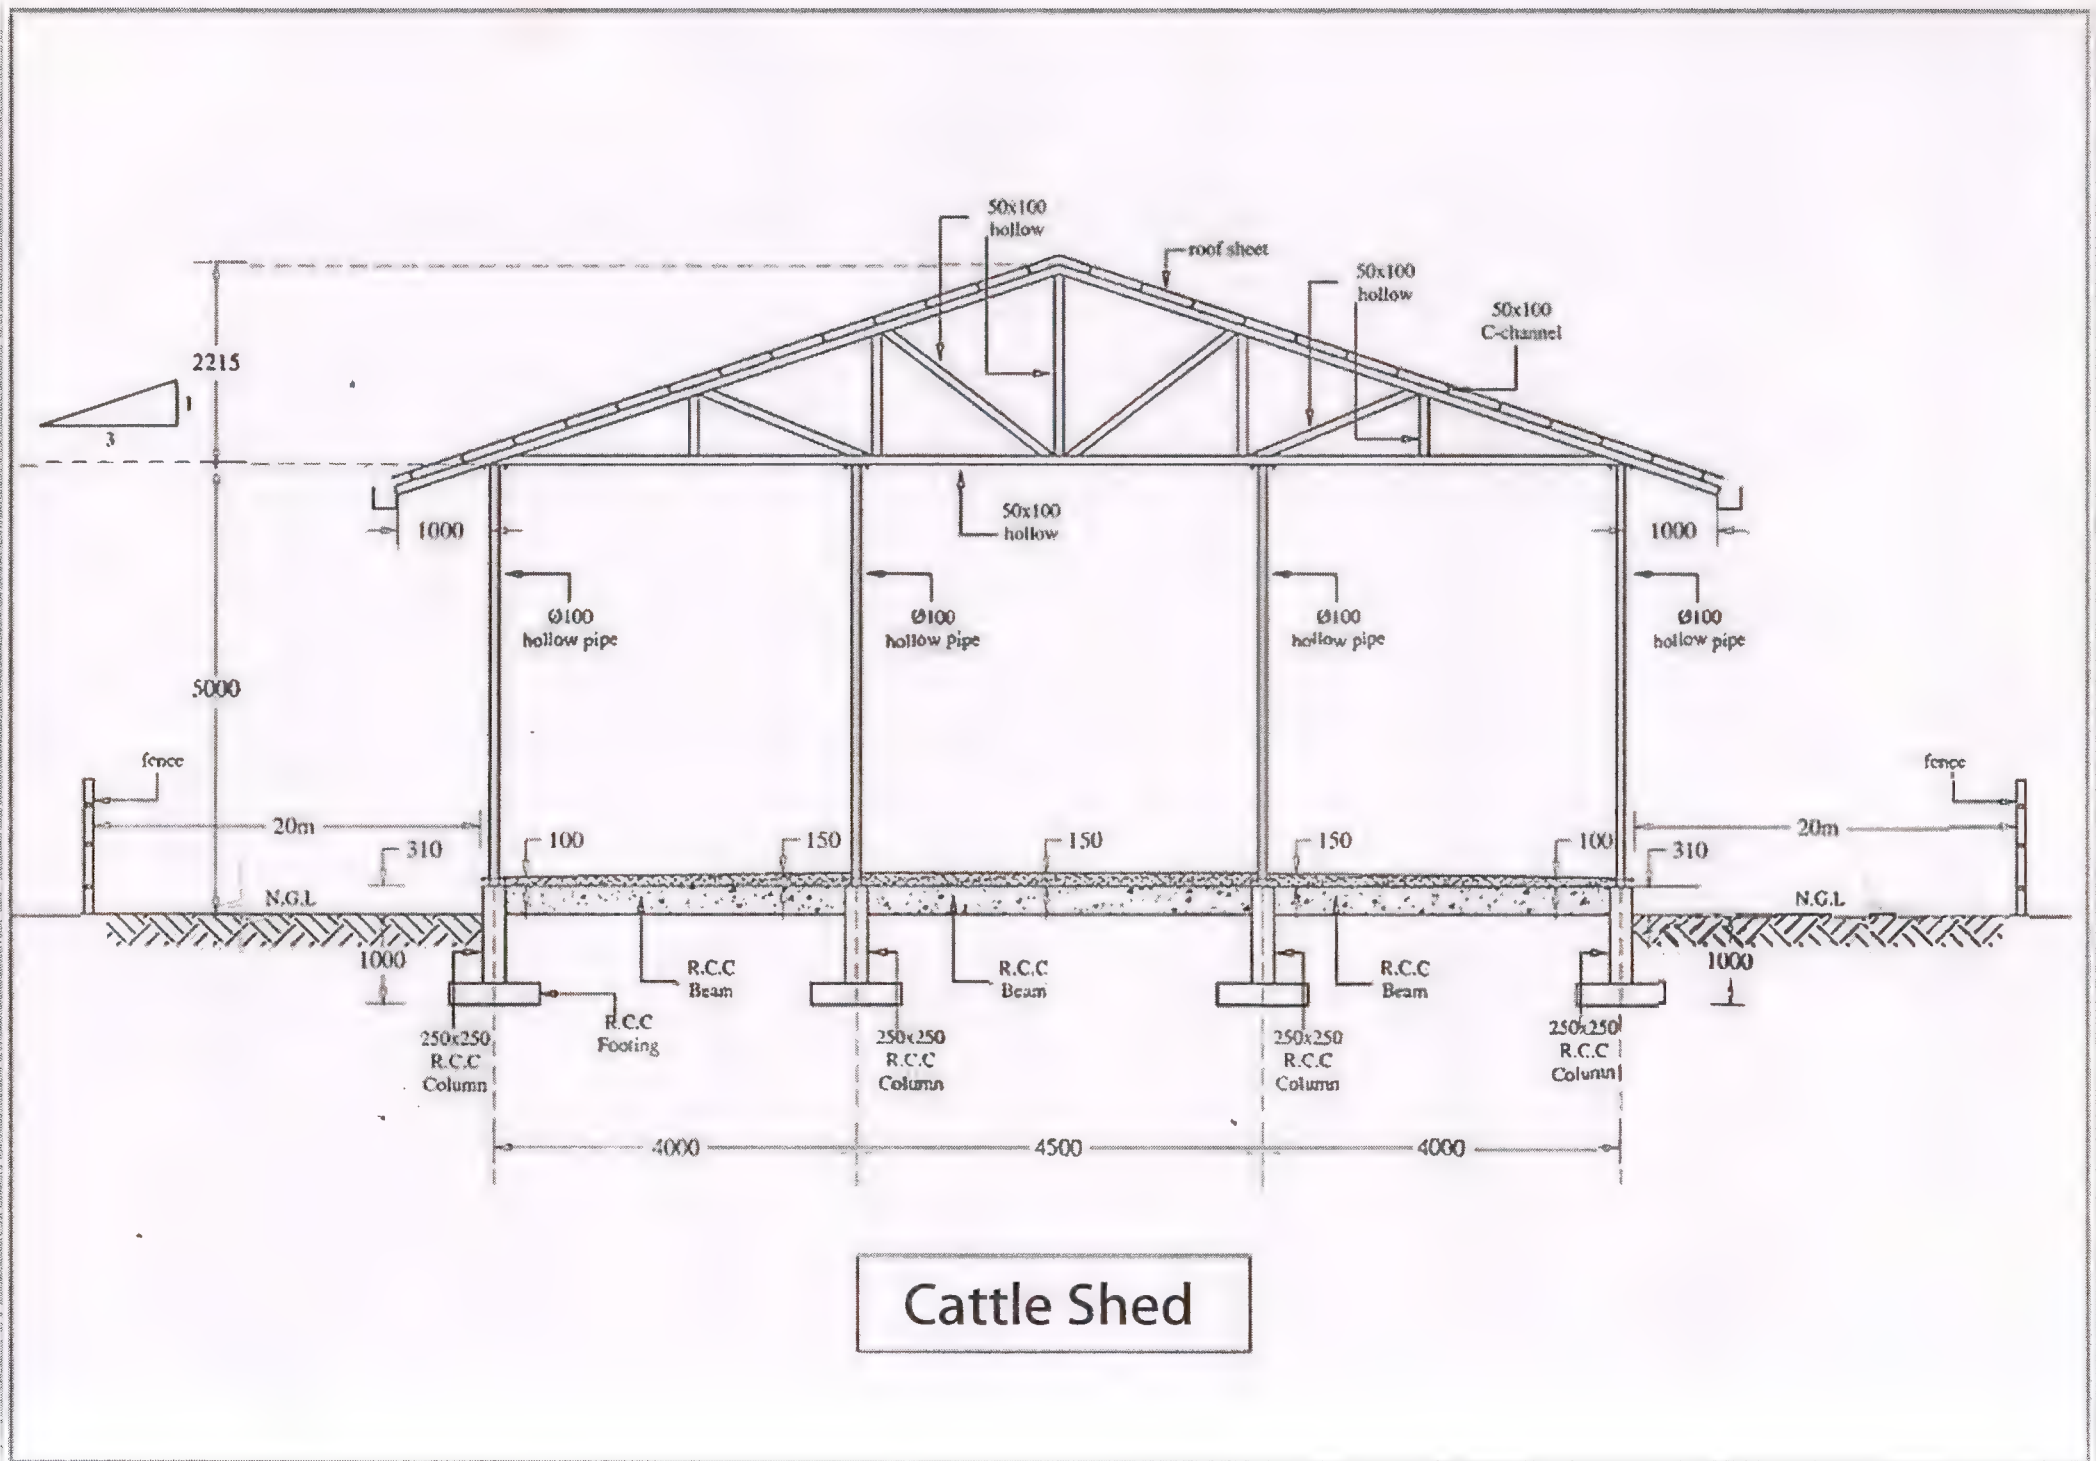 50x100
hollow
roof sheet
50x100
hollow
50x100
C-channel
2215
1
3
1000
50x100
hollow
1000
Ø100
hollow pipe
Ø100
hollow pipe
Ø100
hollow pipe
Ø100
hollow pipe
5000
fence
fence
20m
20m
310
100
150
150
150
100
310
N.G.L
N.G.L
1000
1000
R.C.C
Beam
R.C.C
Beam
R.C.C
Beam
250x250
R.C.C
Column
R.C.C
Footing
250x250
R.C.C
Column
250x250
R.C.C
Column
250x250
R.C.C
Column
4000
4500
4000
Cattle Shed